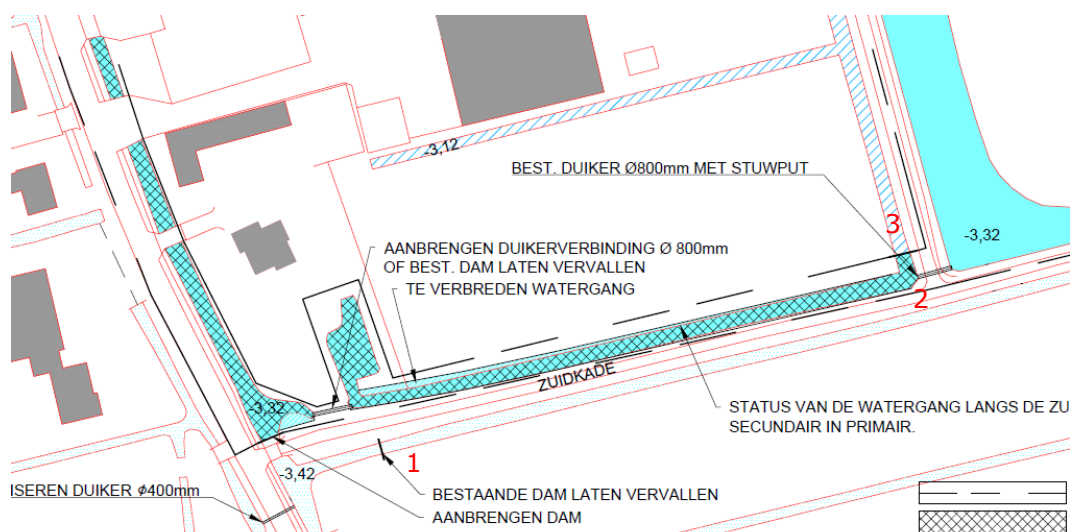 -3,12
BEST. DUIKER Ø800mm MET STUWPUT
3
-3,32
AANBRENGEN DUIKERVERBINDING Ø 800mm
OF BEST. DAM LATEN VERVALLEN
TE VERBREDEN WATERGANG
2
ZUIDKADE
-3,32
STATUS VAN DE WATERGANG LANGS DE ZU
SECUNDAIR IN PRIMAIR.
1
-3,42
ISEREN DUIKER Ø400mm
BESTAANDE DAM LATEN VERVALLEN
AANBRENGEN DAM